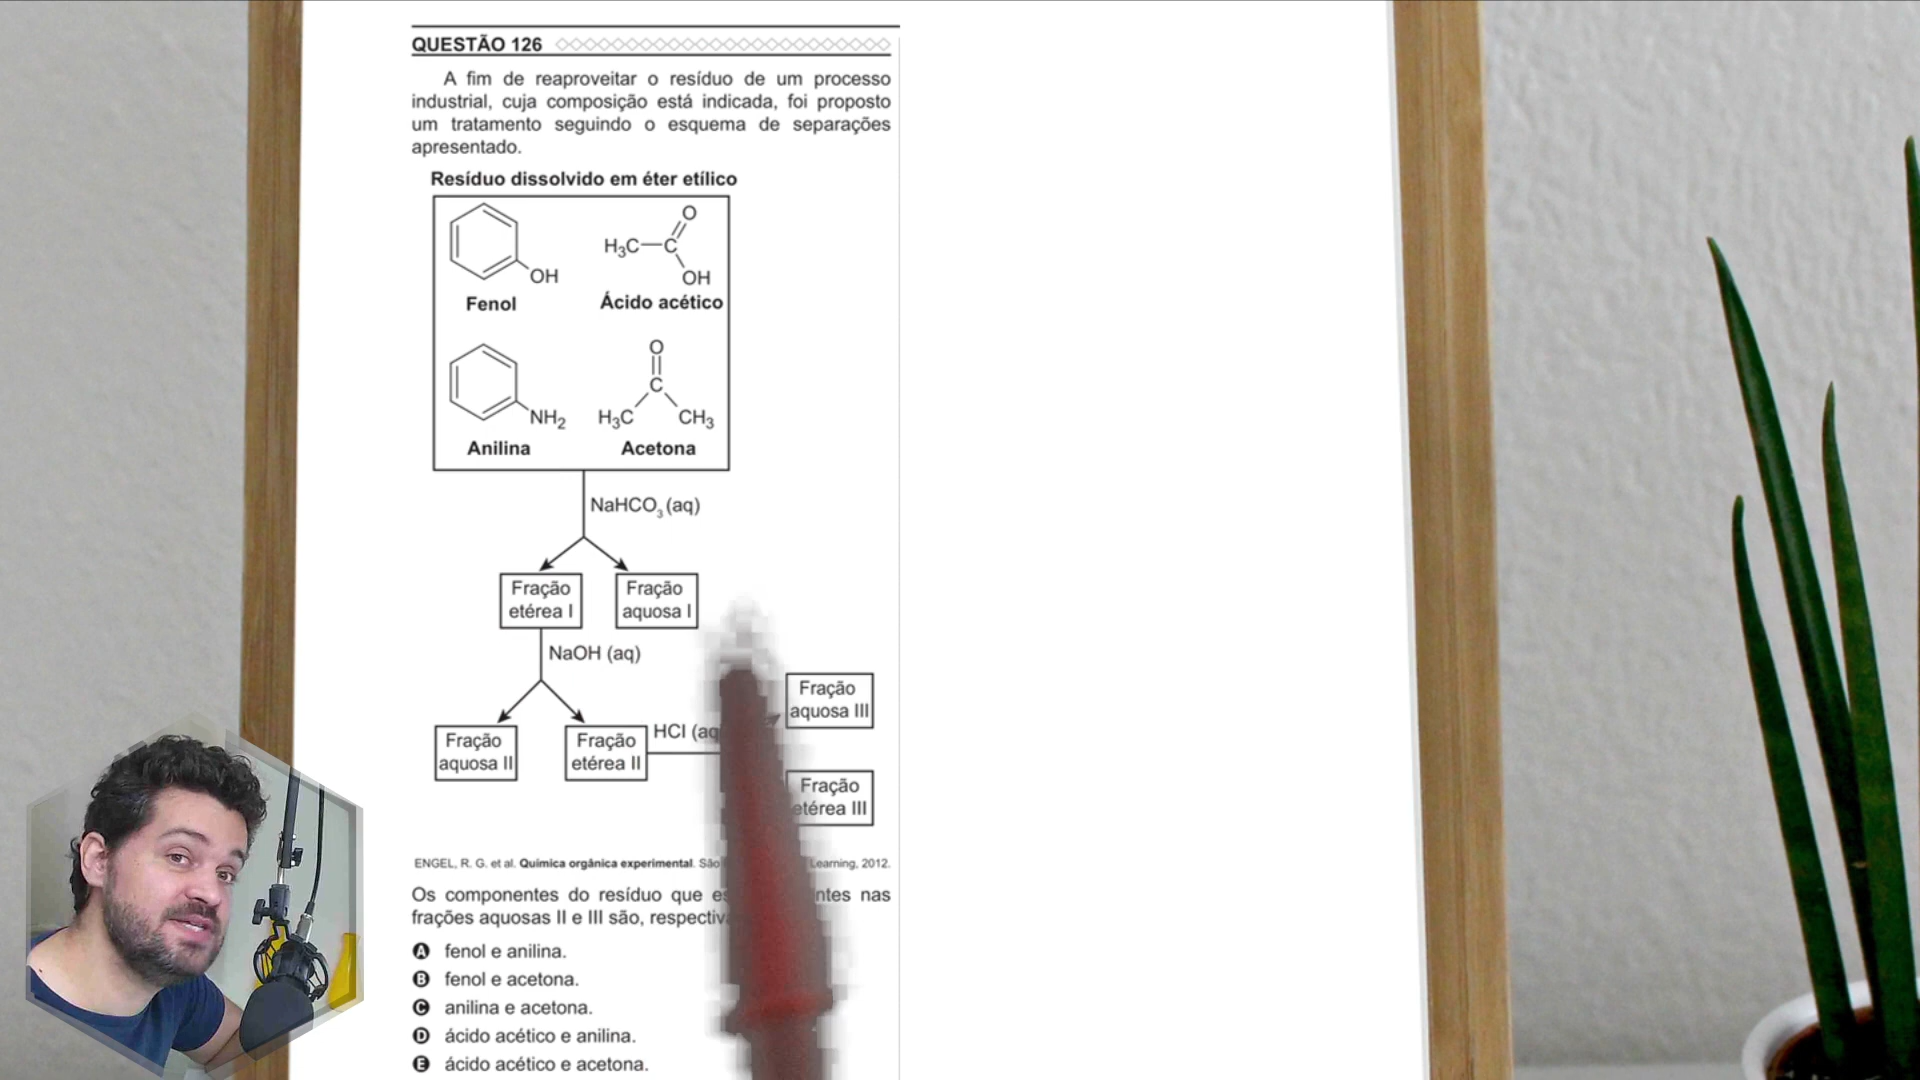 QUESTÃO 126
A fim de reaproveitar o resíduo de um processo
industrial, cuja composição está indicada, foi proposto
um tratamento seguindo o esquema de separações
apresentado.
Resíduo dissolvido em éter etílico
OH
Fenol
O
H₃C C
OH
Ácido acético
NH₂
Anilina
O
C
H₃C CH₃
Acetona
NaHCO₃ (aq)
Fração
etérea I
Fração
aquosa I
NaOH (aq)
Fração
aquosa II
Fração
etérea II
HCl (aq
Fração
aquosa III
Fração
etérea III
ENGEL, R. G. et al. Química orgânica experimental. São Learning, 2012.
Os componentes do resíduo que nas
frações aquosas II e III são,
A fenol e anilina.
B fenol e acetona.
C anilina e acetona.
D ácido acético e anilina.
E ácido acético e acetona.